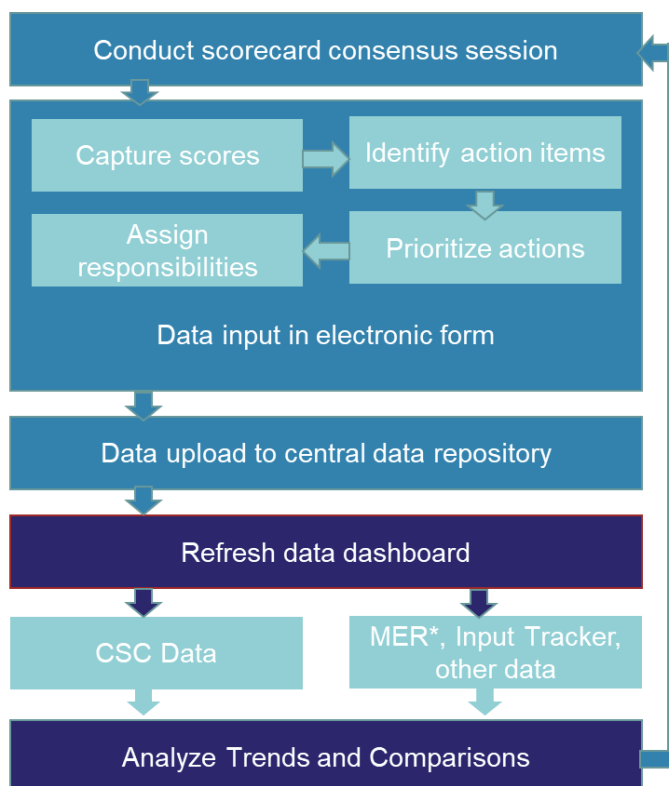 Conduct scorecard consensus session
Capture scores
Identify action items
Assign
responsibilities
Prioritize actions
Data input in electronic form
Data upload to central data repository
Refresh data dashboard
CSC Data
MER*, Input Tracker,
other data
Analyze Trends and Comparisons